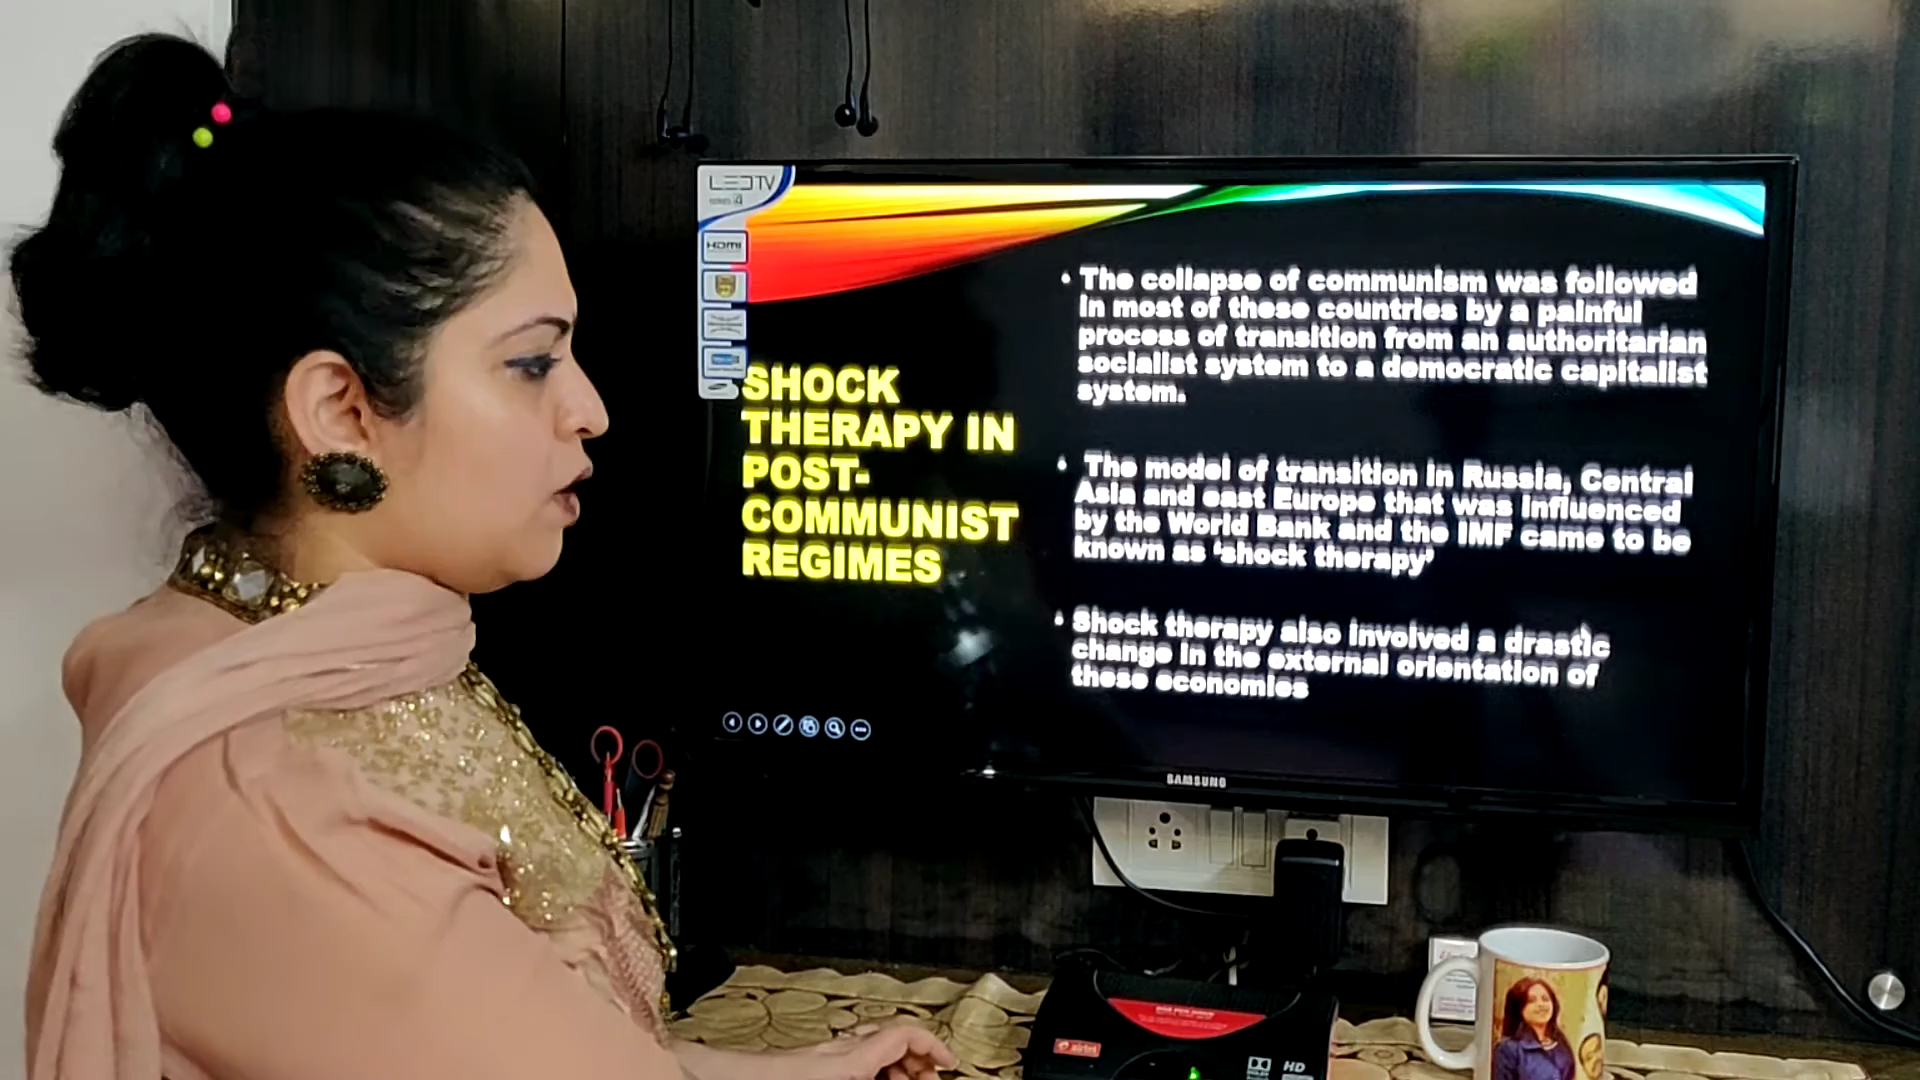 LED TV
SERIES 4
HDMI
SHOCK
THERAPY IN
POST-
COMMUNIST
REGIMES
• The collapse of communism was followed
in most of these countries by a painful
process of transition from an authoritarian
socialist system to a democratic capitalist
system.
• The model of transition in Russia, Central
Asia and east Europe that was influenced
by the World Bank and the IMF came to be
known as ‘shock therapy’
• Shock therapy also involved a drastic
change in the external orientation of
these economies
SAMSUNG
airtel
DOLBY
HD